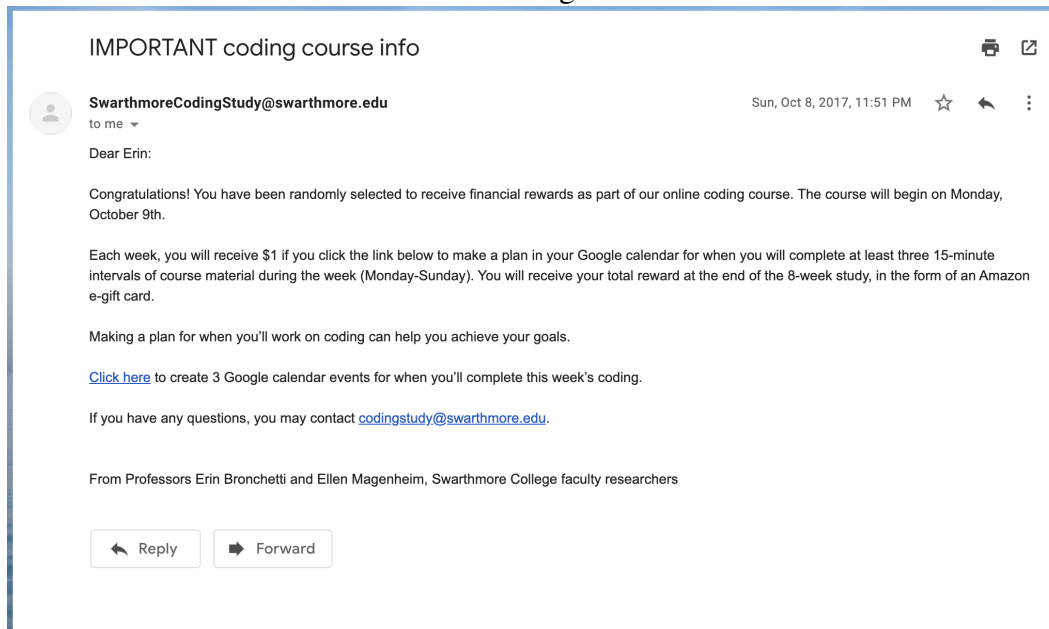 IMPORTANT coding course info
SwarthmoreCodingStudy@swarthmore.edu
Sun, Oct 8, 2017, 11:51 PM
to me
Dear Erin:
Congratulations! You have been randomly selected to receive financial rewards as part of our online coding course. The course will begin on Monday,
October 9th.
Each week, you will receive $1 if you click the link below to make a plan in your Google calendar for when you will complete at least three 15-minute
intervals of course material during the week (Monday-Sunday). You will receive your total reward at the end of the 8-week study, in the form of an Amazon
e-gift card.
Making a plan for when you'll work on coding can help you achieve your goals.
Click here to create 3 Google calendar events for when you'll complete this week's coding.
If you have any questions, you may contact codingstudy@swarthmore.edu.
From Professors Erin Bronchetti and Ellen Magenheim, Swarthmore College faculty researchers
Reply
Forward